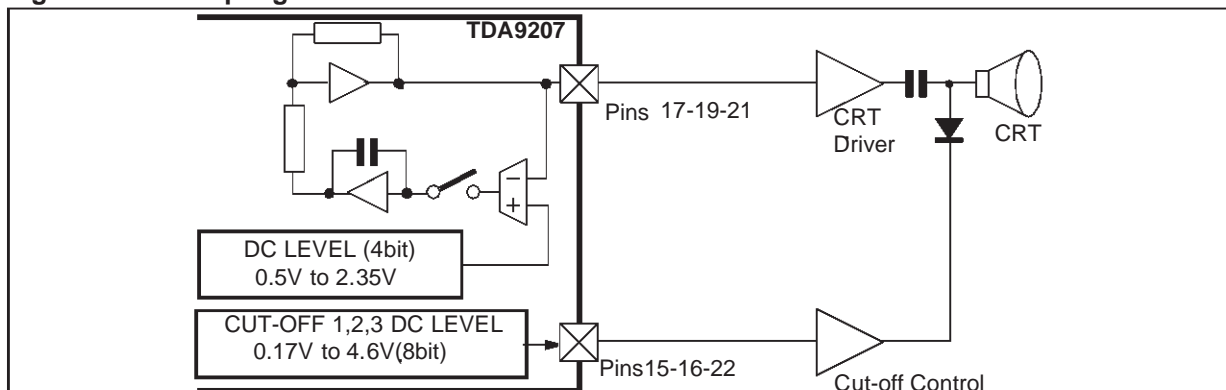 TDA9207
Pins 17-19-21
CRT
Driver
CRT
−
+
DC LEVEL (4bit)
0.5V to 2.35V
CUT-OFF 1,2,3 DC LEVEL
0.17V to 4.6V(8bit)
Pins15-16-22
Cut-off Control